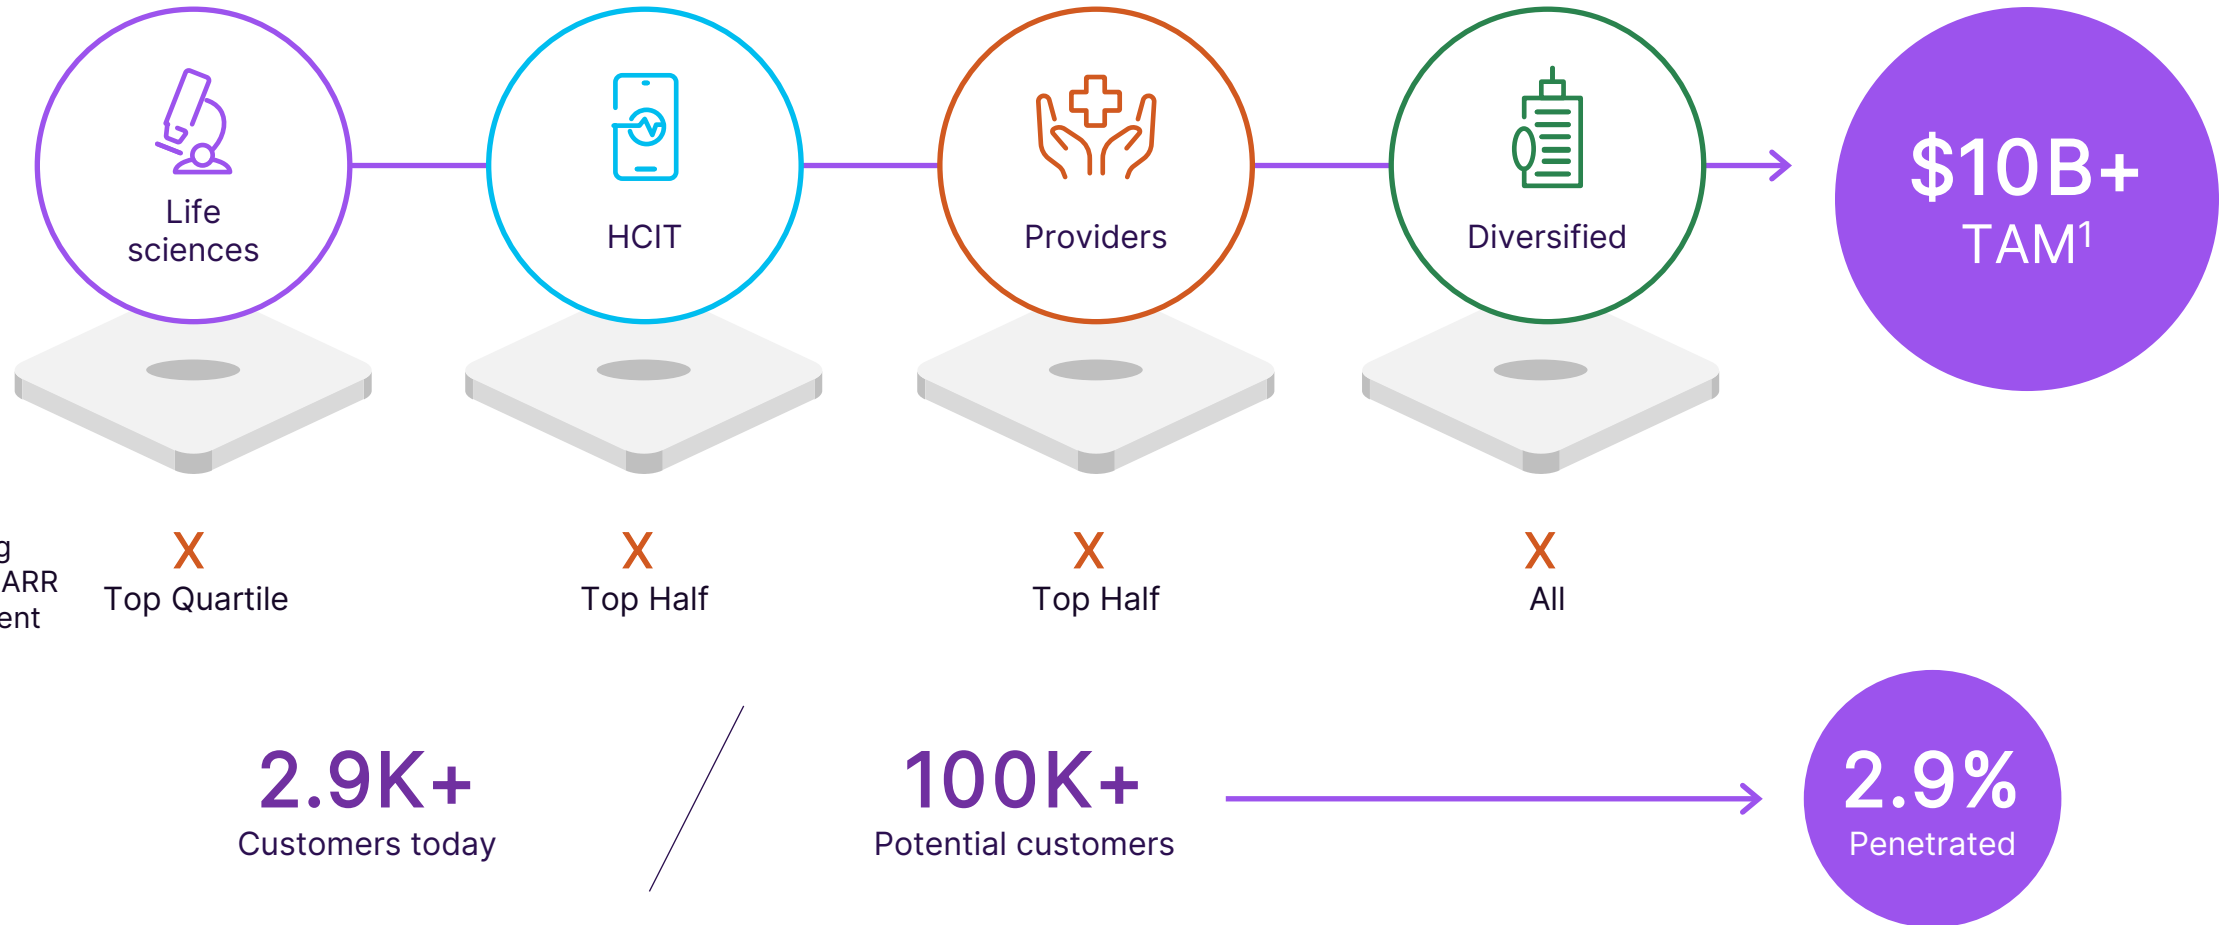 Life
sciences
HCIT
Providers
Diversified
$10B+
TAM¹
ARR
X
Top Quartile
X
Top Half
X
Top Half
X
All
2.9K+
Customers today
100K+
Potential customers
2.9%
Penetrated